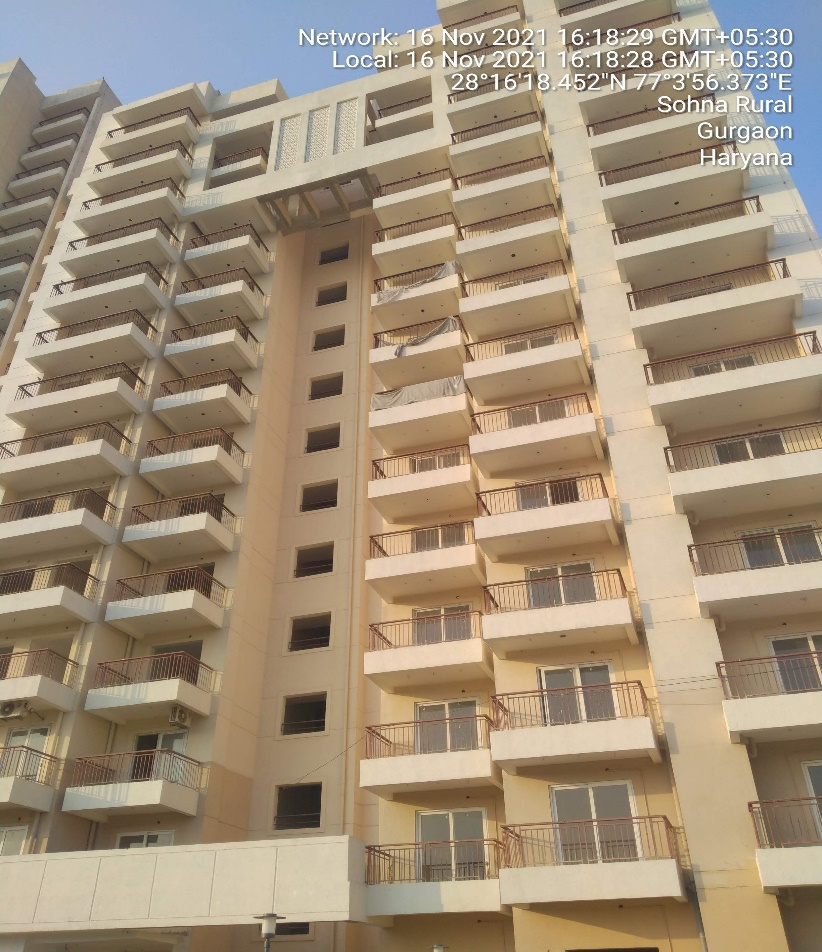 Network: 16 Nov 2021 16:18:29 GMT+05:30
Local: 16 Nov 2021 16:18:28 GMT+05:30
28°16'18.452"N 77°3'56.373"E
Sohna Rural
Gurgaon
Haryana